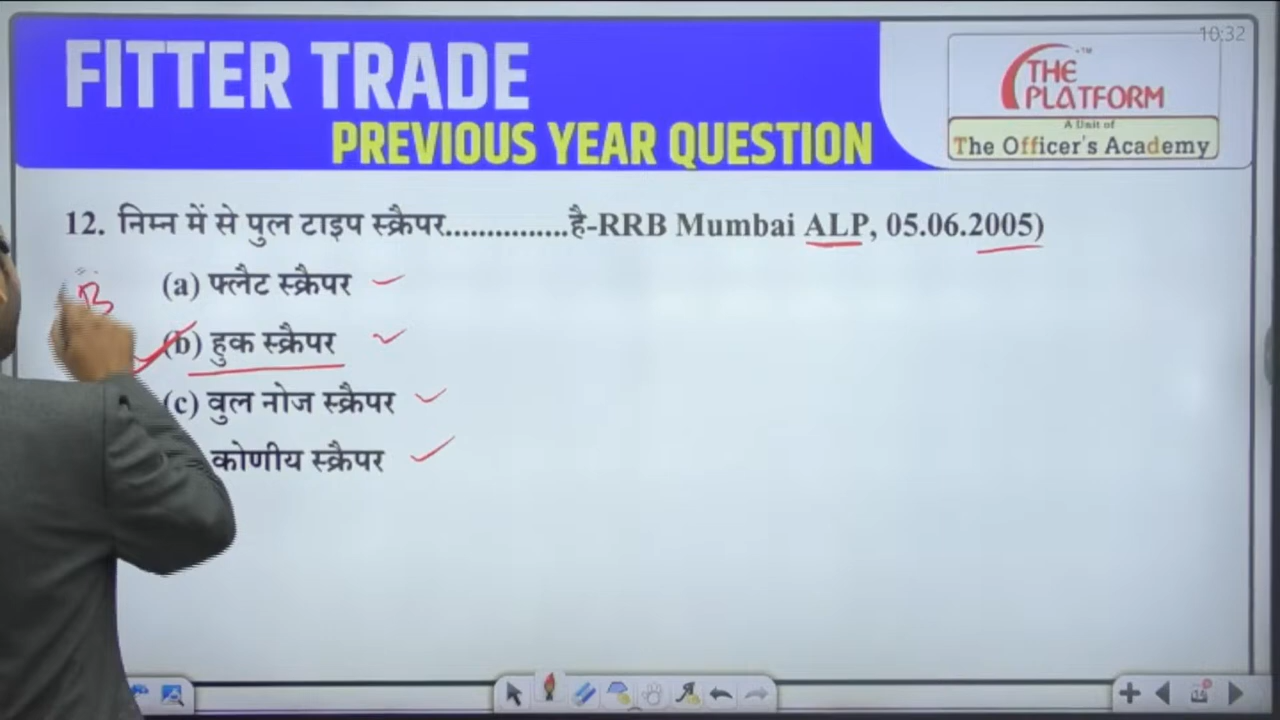 FITTER TRADE
PREVIOUS YEAR QUESTION
10:32
THE
PLATFORM
TM
A Unit of
The Officer's Academy
12. निम्न में से पुल टाइप स्क्रैपर...............है-RRB Mumbai ALP, 05.06.2005)
(a) फ्लैट स्क्रैपर
B
(b) हुक स्क्रैपर
(c) वुल नोज स्क्रैपर
कोणीय स्क्रैपर